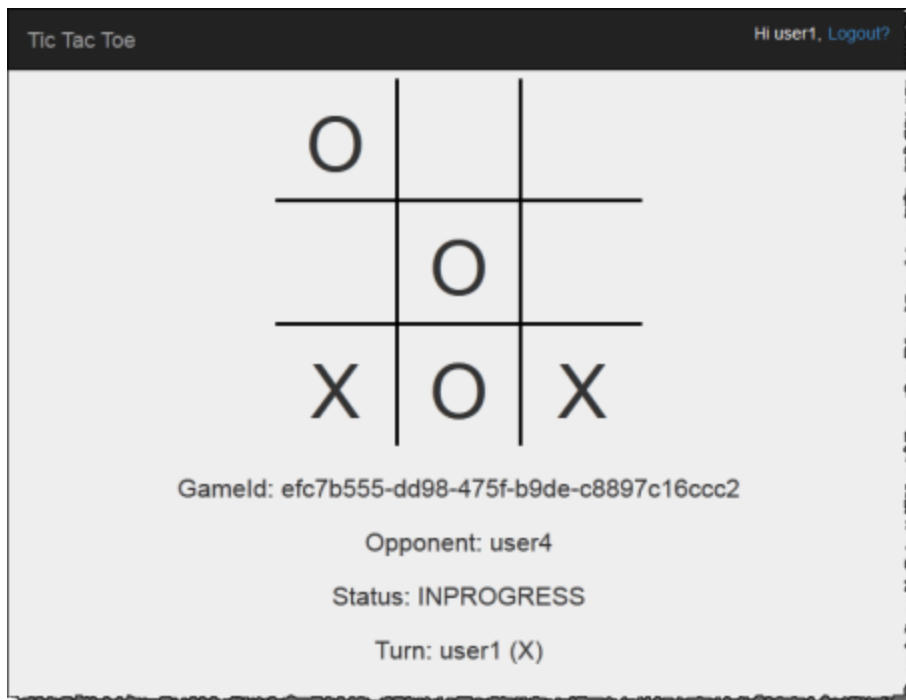 Tic Tac Toe
Hi user1, Logout?
O
O
X O X
GameId: efc7b555-dd98-475f-b9de-c8897c16ccc2
Opponent: user4
Status: INPROGRESS
Turn: user1 (X)